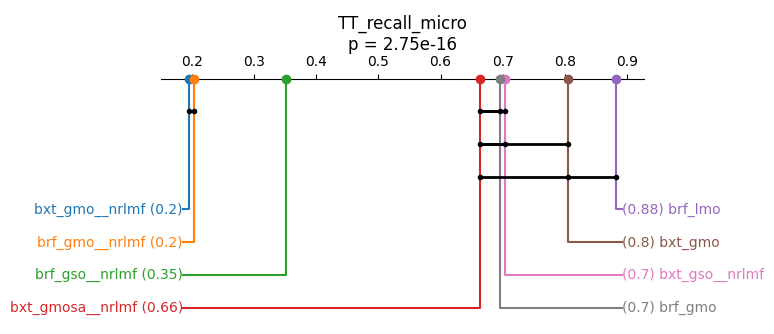 TT_recall_micro
p = 2.75e-16
0.2 0.3 0.4 0.5 0.6 0.7 0.8 0.9
bxt_gmo__nrlmf (0.2) (0.88) brf_lmo
brf_gmo__nrlmf (0.2) (0.8) bxt_gmo
brf_gso__nrlmf (0.35) (0.7) bxt_gso__nrlmf
bxt_gmosa__nrlmf (0.66) (0.7) brf_gmo